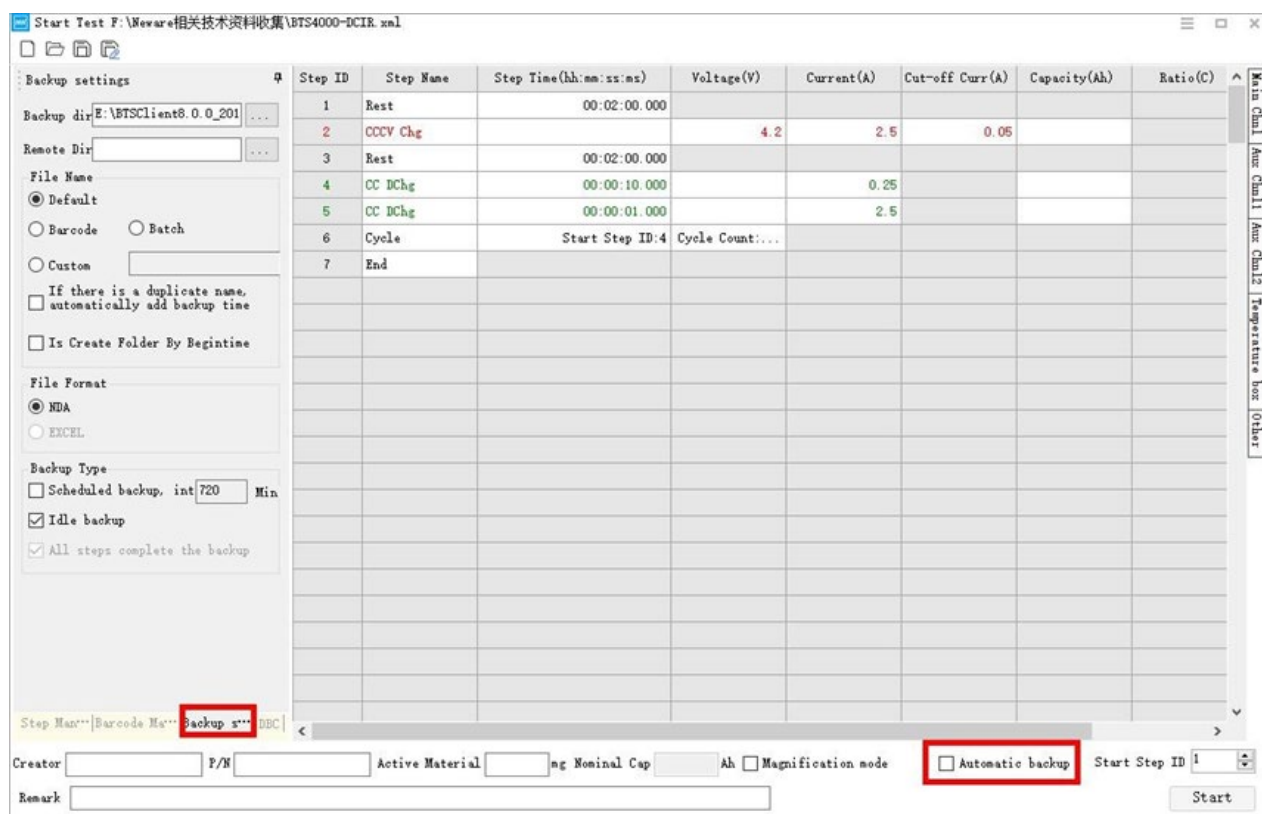 Start Test F:\Neware相关技术资料收集\BTS4000-DCIR.xml
Backup settings
Backup dir E:\BTSClient8.0.0_201 ...
Remote Dir ...
File Name
Default
Barcode Batch
Custom
If there is a duplicate name,
automatically add backup time
Is Create Folder By Begintime
File Format
NDA
EXCEL
Backup Type
Scheduled backup, int 720 Min
Idle backup
All steps complete the backup
Step Man… Barcode Ma… Backup s… DBC
Step ID Step Name Step Time(hh:mm:ss:ms) Voltage(V) Current(A) Cut-off Curr(A) Capacity(Ah) Ratio(C)
1 Rest 00:02:00.000
2 CCCV Chg 4.2 2.5 0.05
3 Rest 00:02:00.000
4 CC DChg 00:00:10.000 0.25
5 CC DChg 00:00:01.000 2.5
6 Cycle Start Step ID:4 Cycle Count:...
7 End
Main Chnl
Aux Chnl1
Aux Chnl2
Temperature box
Other
Creator P/N Active Material mg Nominal Cap Ah Magnification mode Automatic backup Start Step ID 1
Remark Start